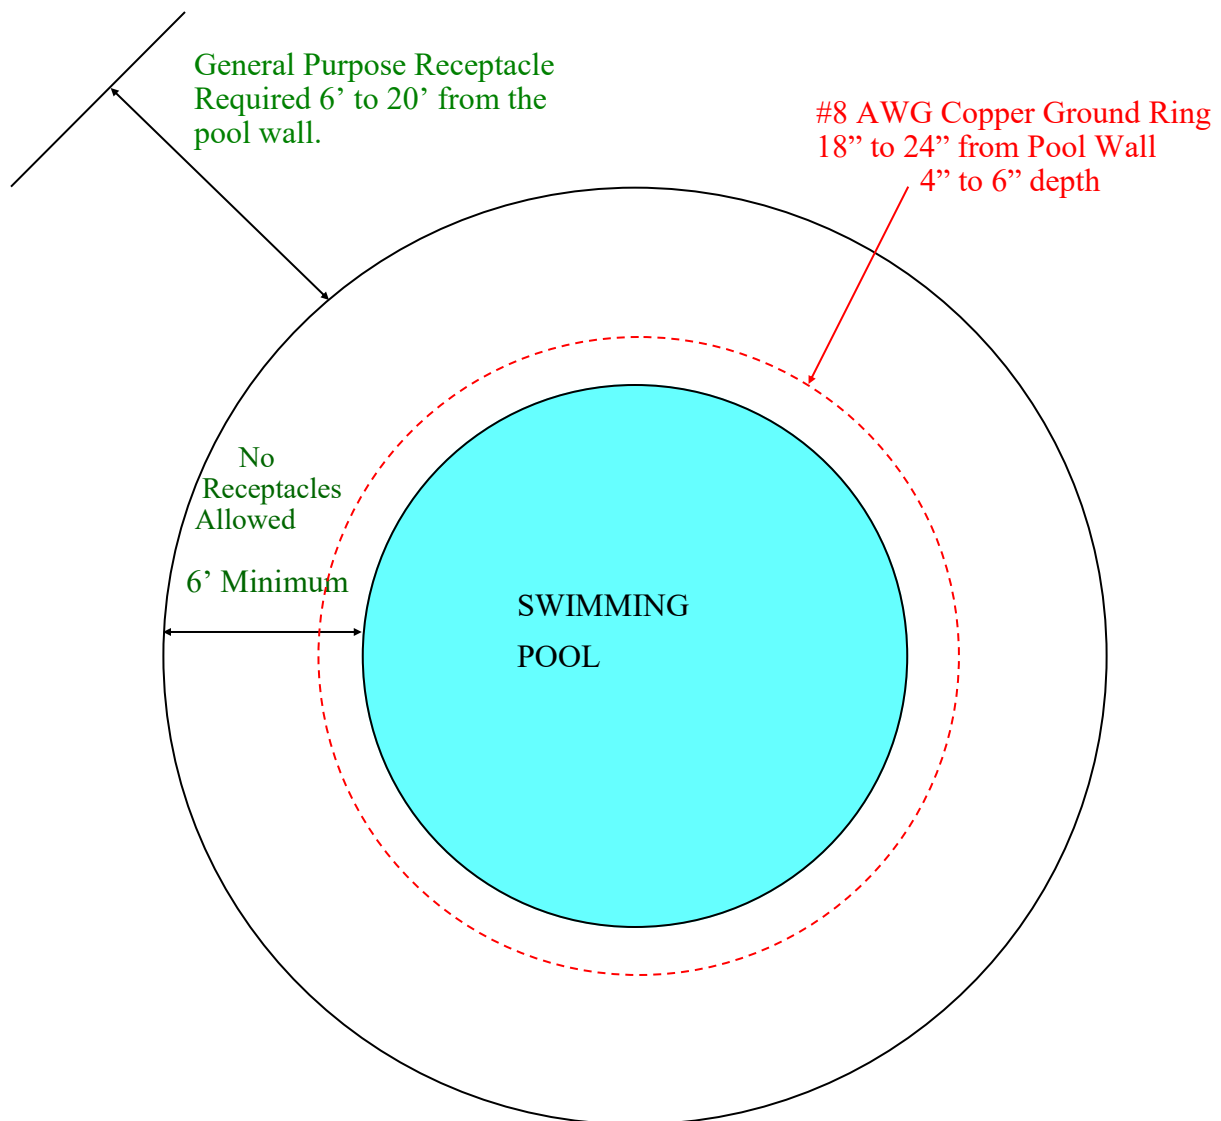 General Purpose Receptacle
Required 6’ to 20’ from the
pool wall.
#8 AWG Copper Ground Ring
18” to 24” from Pool Wall
4” to 6” depth
No
Receptacles
Allowed
6’ Minimum
SWIMMING
POOL